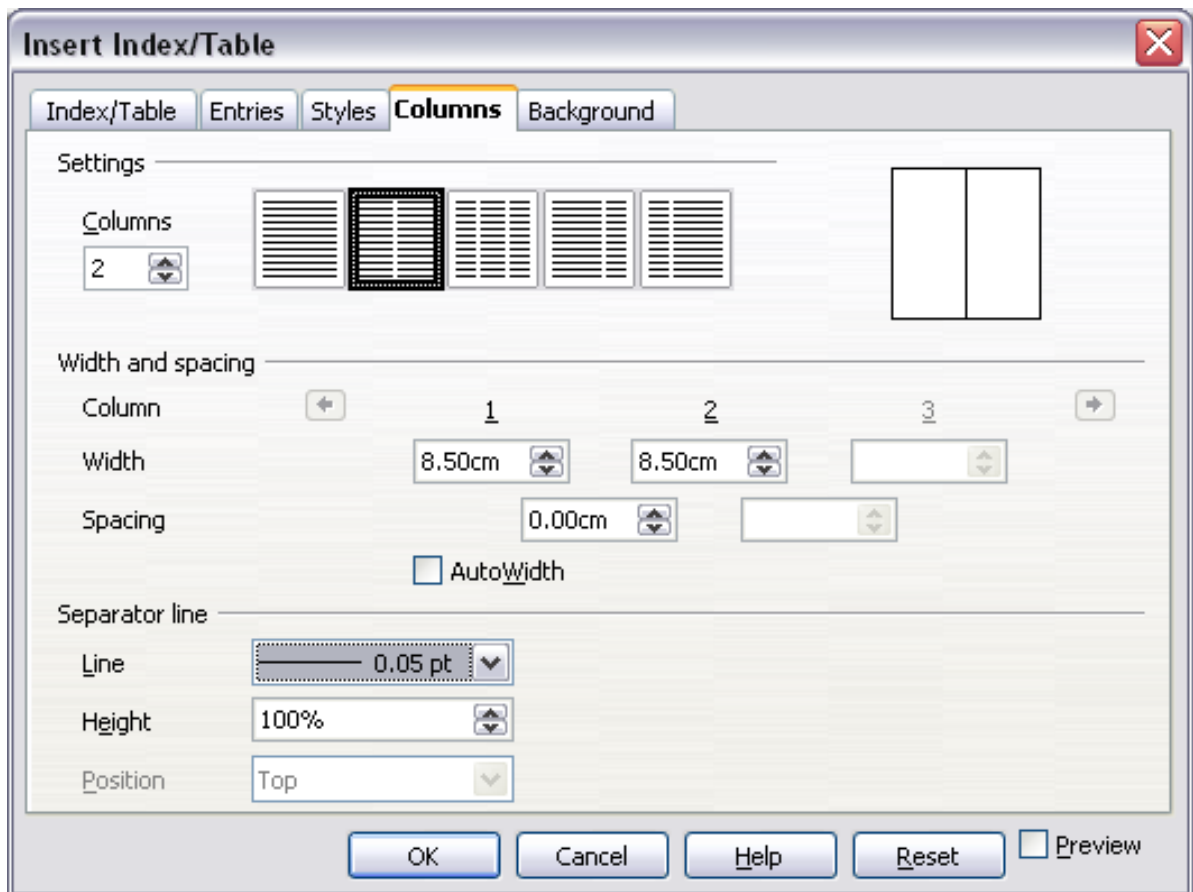 Insert Index/Table
Index/Table Entries Styles Columns Background
Settings
Columns
2
Width and spacing
Column 1 2 3
Width 8.50cm 8.50cm
Spacing 0.00cm
AutoWidth
Separator line
Line 0.05 pt
Height 100%
Position Top
OK Cancel Help Reset Preview